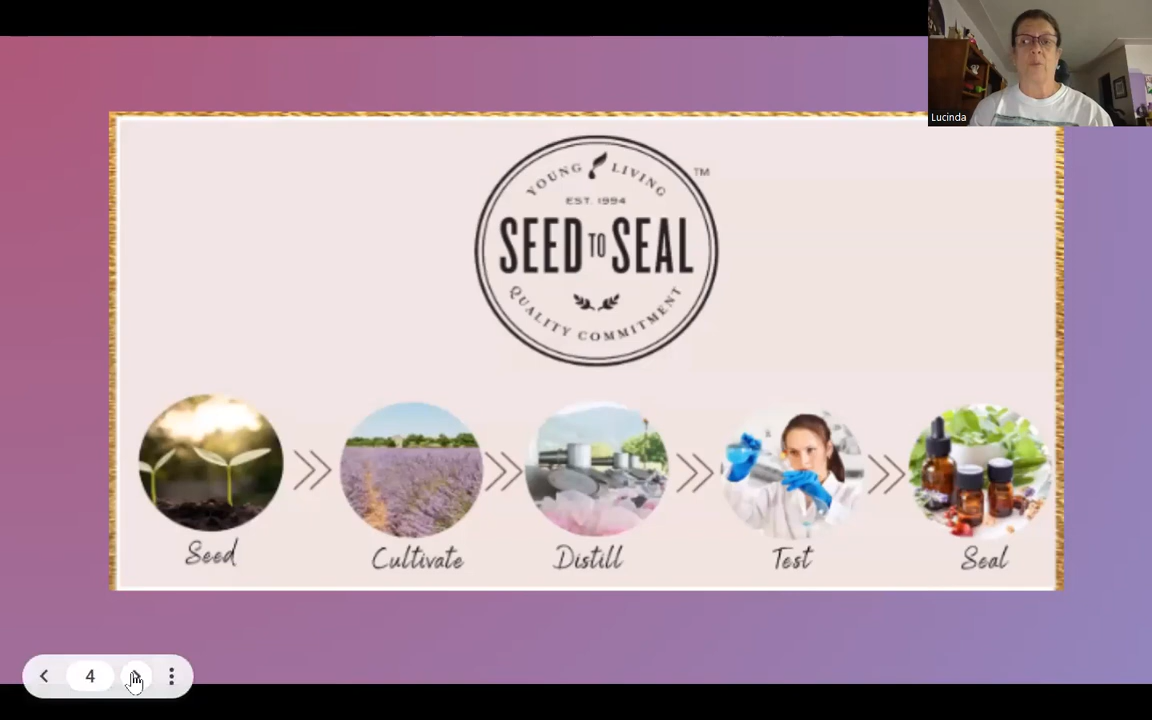 Lucinda
YOUNG LIVING
TM
EST. 1994
SEED TO SEAL
QUALITY COMMITMENT
Seed
Cultivate
Distill
Test
Seal
4